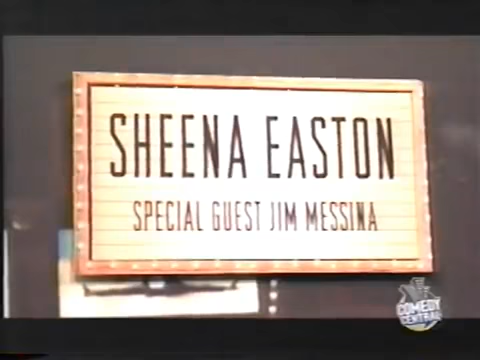 SHEENA EASTON
SPECIAL GUEST JIM MESSINA
COMEDY
CENTRAL